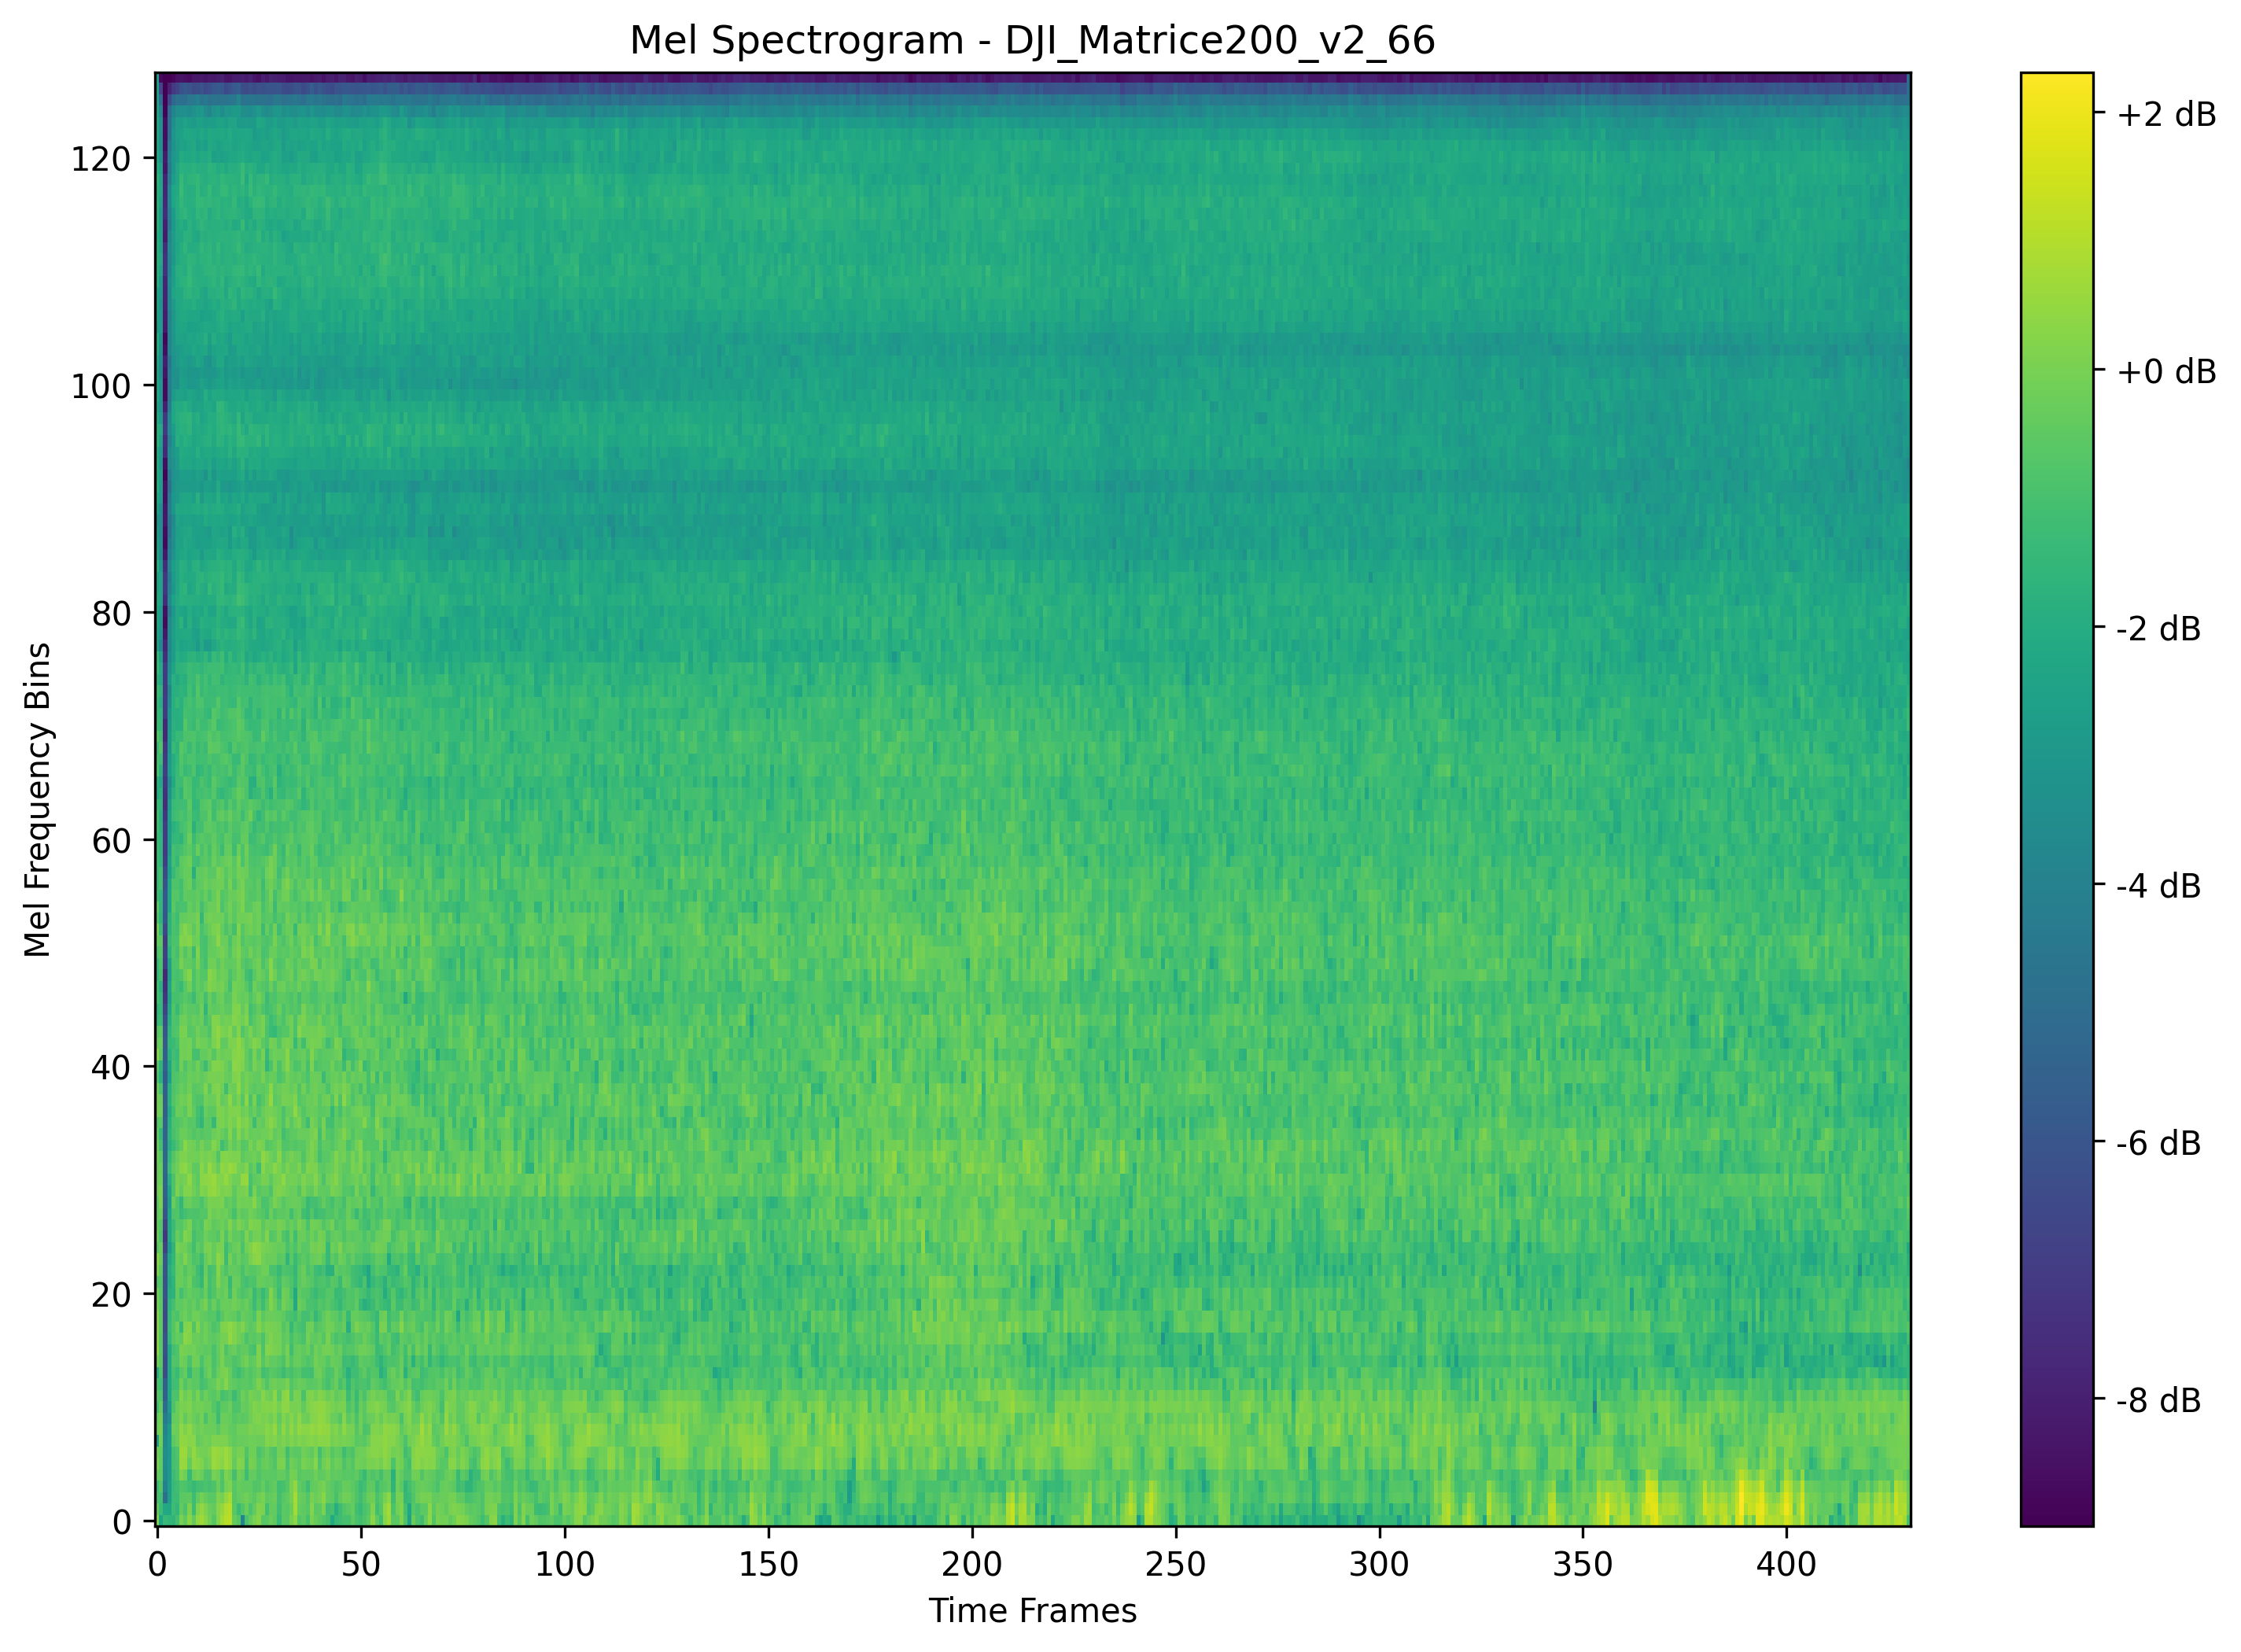 Mel Spectrogram - DJI_Matrice200_v2_66
Mel Frequency Bins
120
100
80
60
40
20
0
0 50 100 150 200 250 300 350 400
Time Frames
+2 dB
+0 dB
-2 dB
-4 dB
-6 dB
-8 dB